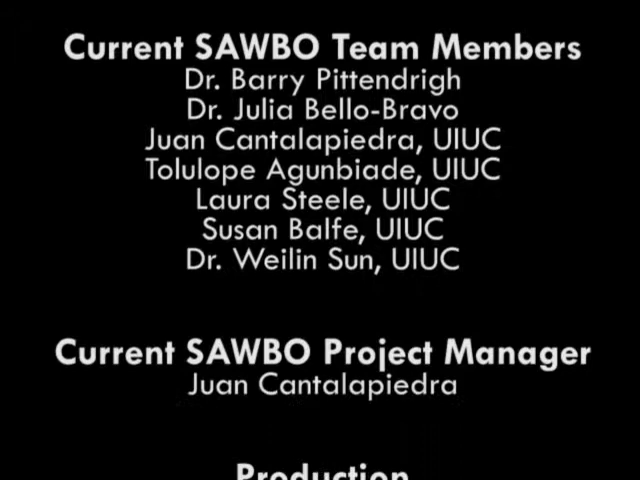 Current SAWBO Team Members
Dr. Barry Pittendrigh
Dr. Julia Bello-Bravo
Juan Cantalapiedra, UIUC
Tolulope Agunbiade, UIUC
Laura Steele, UIUC
Susan Balfe, UIUC
Dr. Weilin Sun, UIUC
Current SAWBO Project Manager
Juan Cantalapiedra
Production